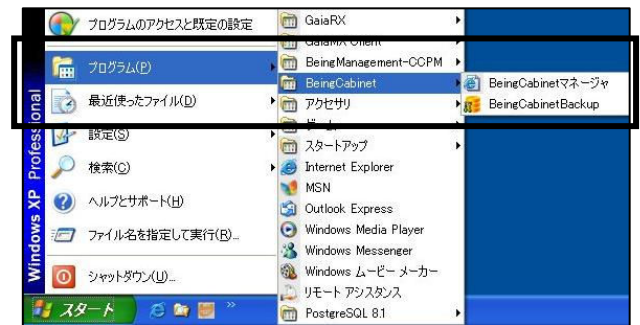 プログラムのアクセスと既定の設定
プログラム(P)
最近使ったファイル(D)
設定(S)
検索(C)
ヘルプとサポート(H)
ファイル名を指定して実行(R)...
シャットダウン(U)...
Windows XP Professional
スタート
GaiaRX
GaiaRX Client
BeingManagement-CCPM
BeingCabinet
アクセサリ
ゲーム
スタートアップ
Internet Explorer
MSN
Outlook Express
Windows Media Player
Windows Messenger
Windows ムービー メーカー
リモート アシスタンス
PostgreSQL 8.1
BeingCabinetマネージャ
BeingCabinetBackup